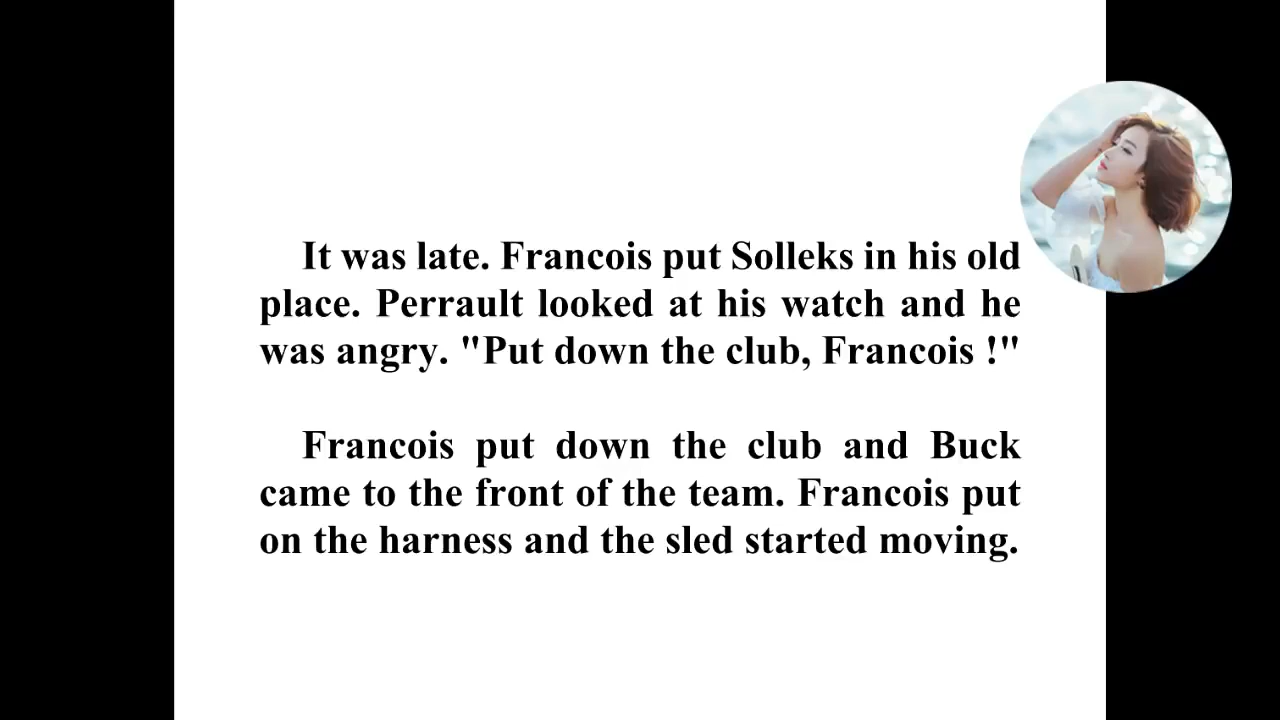 It was late. Francois put Solleks in his old
place. Perrault looked at his watch and he
was angry. "Put down the club, Francois !"
Francois put down the club and Buck
came to the front of the team. Francois put
on the harness and the sled started moving.